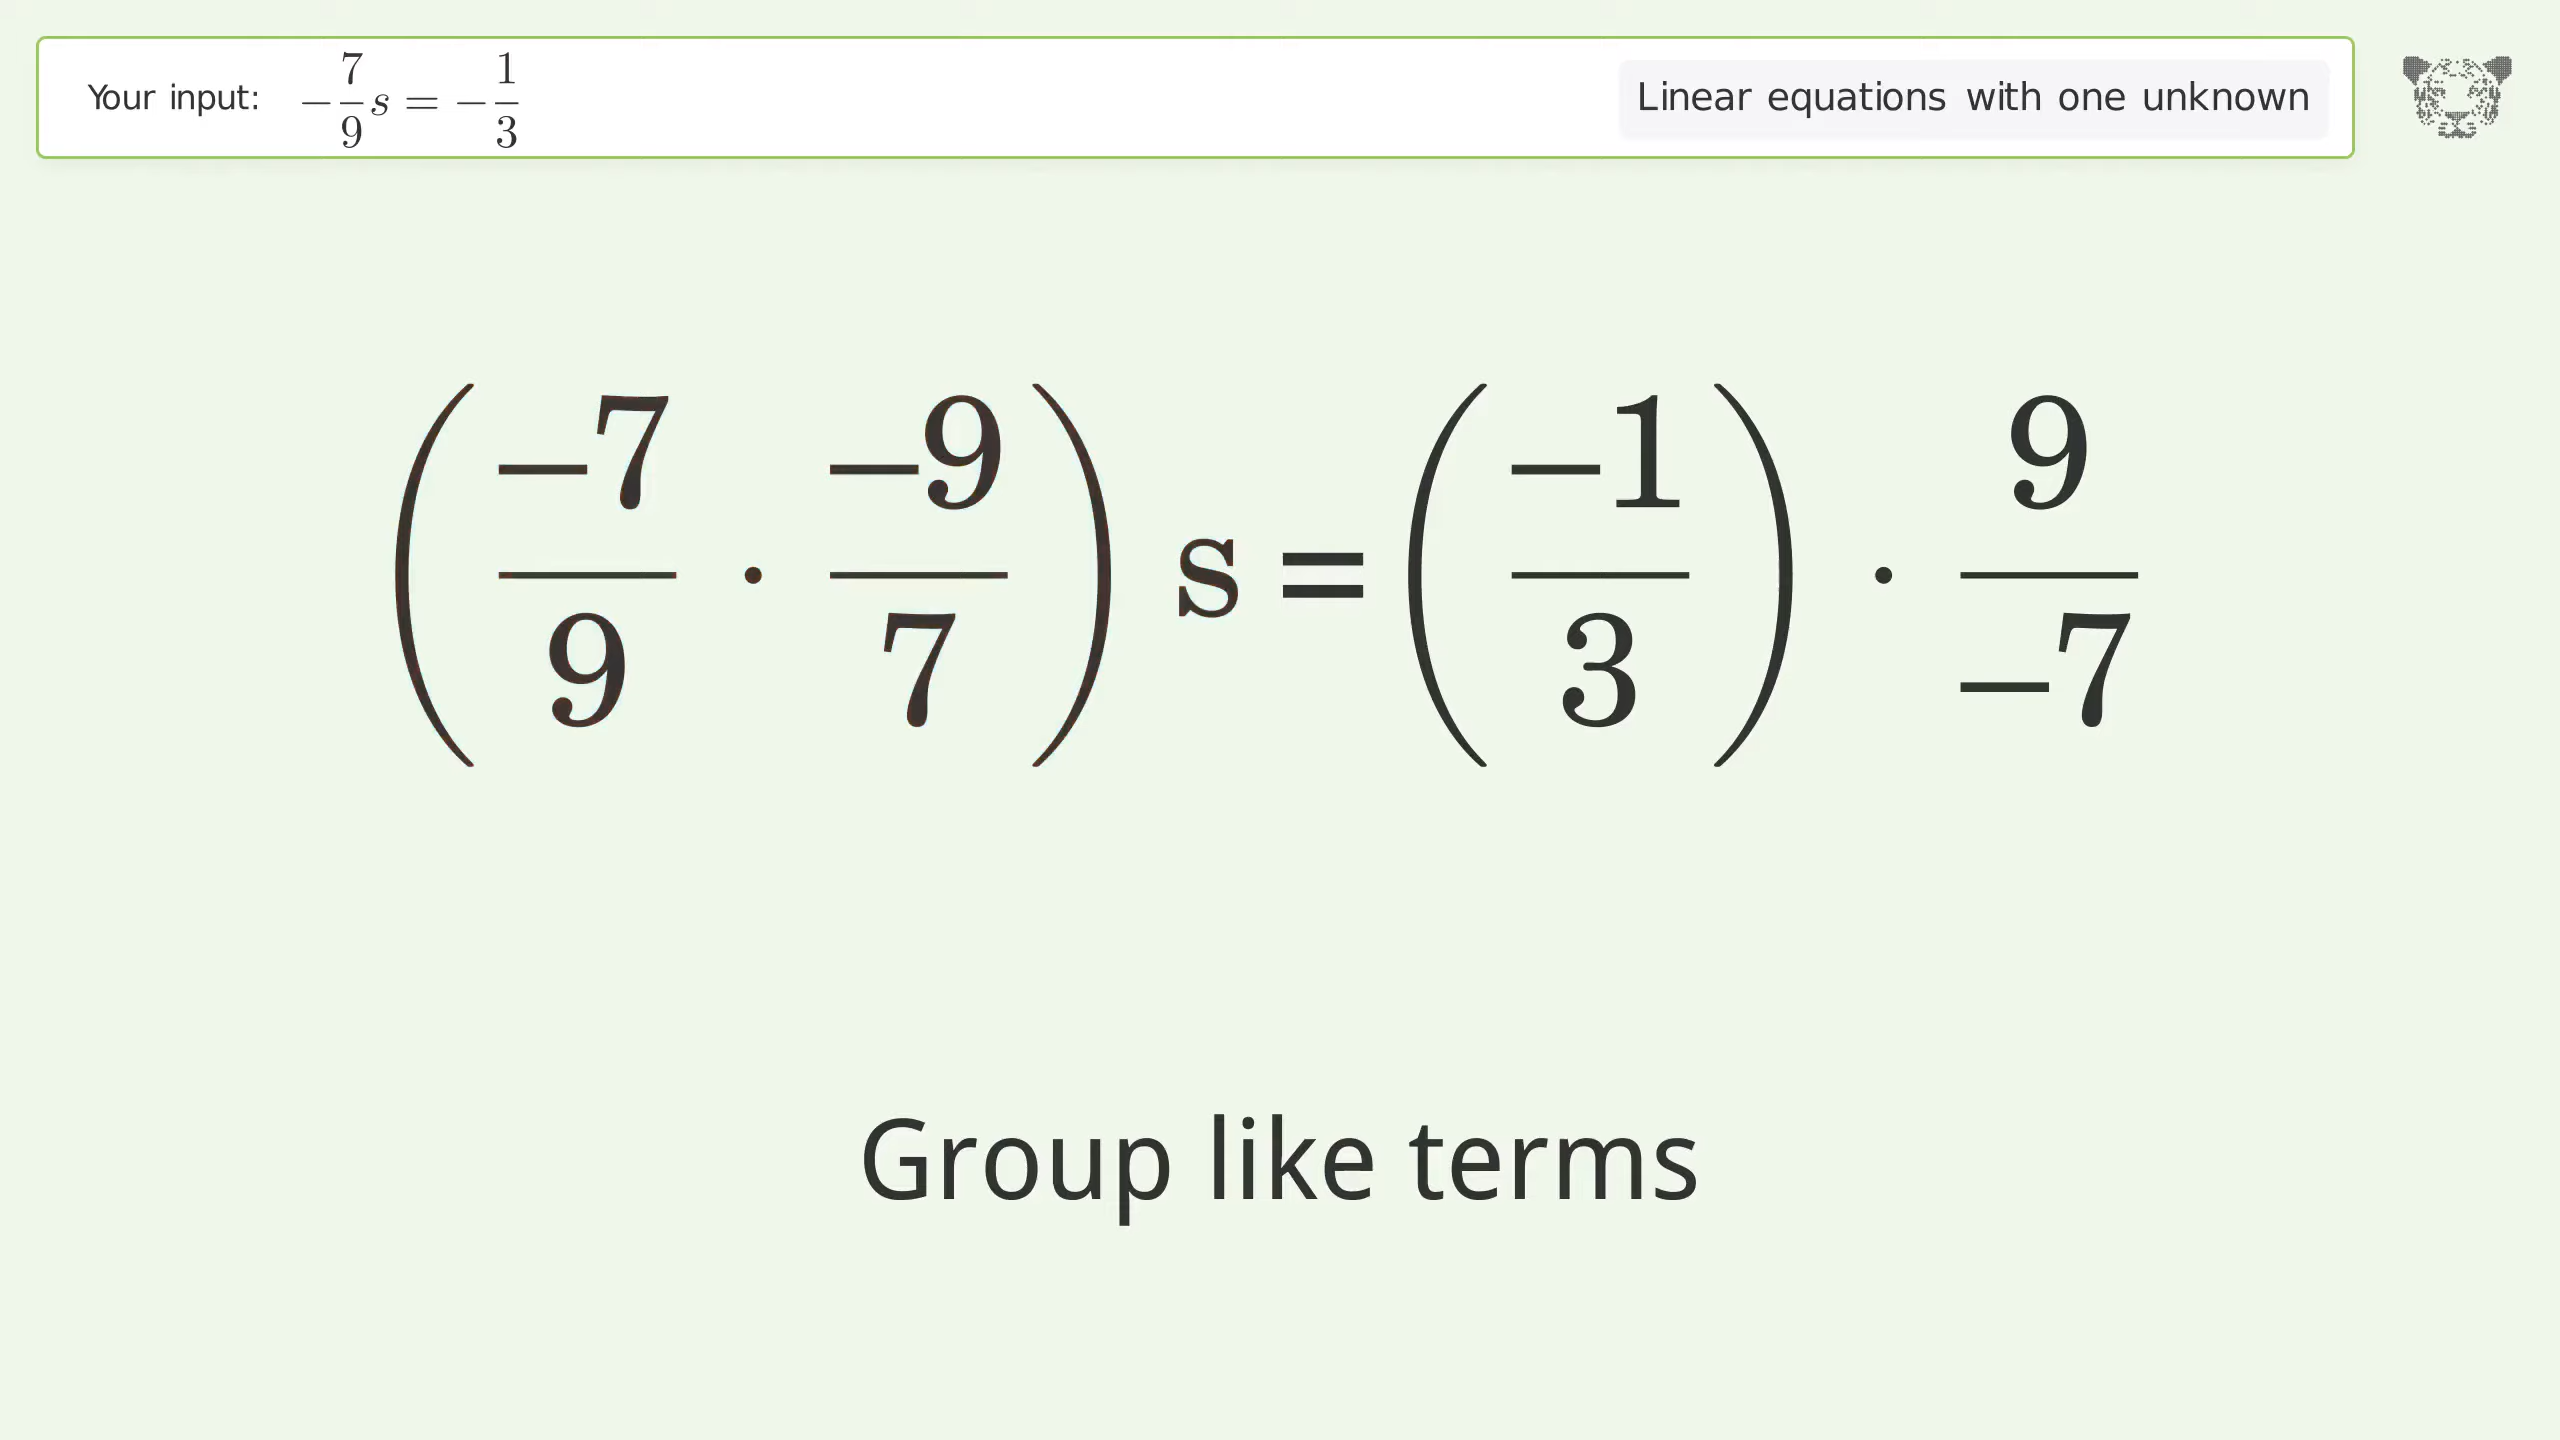 Your input: −7/9 s = −1/3
Linear equations with one unknown
(−7/9 · −9/7) s = (−1/3) · 9/−7
Group like terms